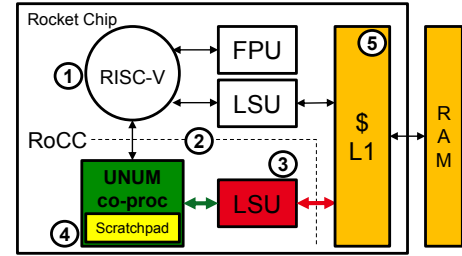 Rocket Chip
1
RISC-V
FPU
LSU
5
$
L1
R
A
M
RoCC
2
UNUM
co-proc
4
Scratchpad
3
LSU